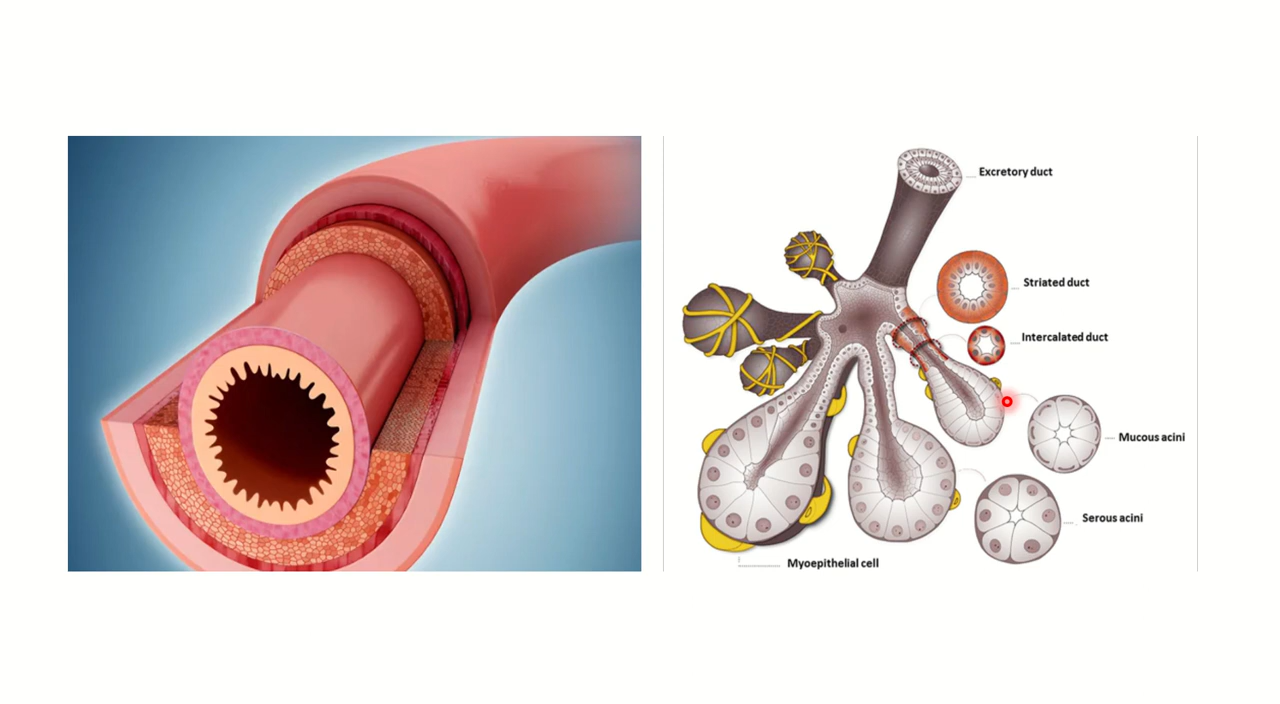 Excretory duct
Striated duct
Intercalated duct
Mucous acini
Serous acini
Myoepithelial cell